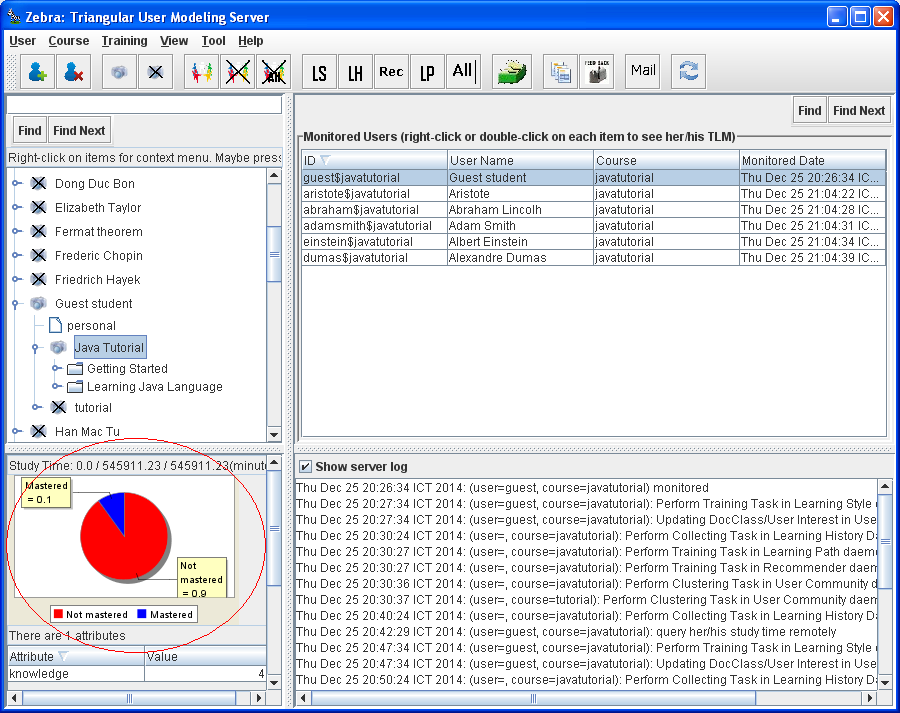 Zebra: Triangular User Modeling Server
User Course Training View Tool Help
LS LH Rec LP All FEED BACK Mail
Find Find Next
Right-click on items for context menu. Maybe press
Dong Duc Bon
Elizabeth Taylor
Fermat theorem
Frederic Chopin
Friedrich Hayek
Guest student
personal
Java Tutorial
Getting Started
Learning Java Language
tutorial
Han Mac Tu
Study Time: 0.0 / 545911.23 / 545911.23(minut
Mastered
= 0.1
Not
mastered
= 0.9
Not mastered Mastered
There are 1 attributes
Attribute Value
knowledge 4
Find Find Next
Monitored Users (right-click or double-click on each item to see her/his TLM)
ID User Name Course Monitored Date
guest$javatutorial Guest student javatutorial Thu Dec 25 20:26:34 IC...
aristote$javatutorial Aristote javatutorial Thu Dec 25 21:04:22 IC...
abraham$javatutorial Abraham Lincolh javatutorial Thu Dec 25 21:04:28 IC...
adamsmith$javatutorial Adam Smith javatutorial Thu Dec 25 21:04:31 IC...
einstein$javatutorial Albert Einstein javatutorial Thu Dec 25 21:04:34 IC...
dumas$javatutorial Alexandre Dumas javatutorial Thu Dec 25 21:04:39 IC...
Show server log
Thu Dec 25 20:26:34 ICT 2014: (user=guest, course=javatutorial) monitored
Thu Dec 25 20:27:34 ICT 2014: (user=guest, course=javatutorial): Perform Training Task in Learning Style
Thu Dec 25 20:27:34 ICT 2014: (user=guest, course=javatutorial): Updating DocClass/User Interest in Use
Thu Dec 25 20:30:24 ICT 2014: (user=, course=javatutorial): Perform Collecting Task in Learning History D
Thu Dec 25 20:30:27 ICT 2014: (user=, course=javatutorial): Perform Training Task in Learning Path daem
Thu Dec 25 20:30:27 ICT 2014: (user=, course=javatutorial): Perform Training Task in Recommender daem
Thu Dec 25 20:30:36 ICT 2014: (user=, course=javatutorial): Perform Clustering Task in User Community d
Thu Dec 25 20:30:37 ICT 2014: (user=, course=tutorial): Perform Clustering Task in User Community daem
Thu Dec 25 20:40:24 ICT 2014: (user=, course=javatutorial): Perform Collecting Task in Learning History D
Thu Dec 25 20:42:29 ICT 2014: (user=guest, course=javatutorial): query her/his study time remotely
Thu Dec 25 20:47:34 ICT 2014: (user=guest, course=javatutorial): Perform Training Task in Learning Style
Thu Dec 25 20:47:34 ICT 2014: (user=guest, course=javatutorial): Updating DocClass/User Interest in Use
Thu Dec 25 20:50:24 ICT 2014: (user=, course=javatutorial): Perform Collecting Task in Learning History D